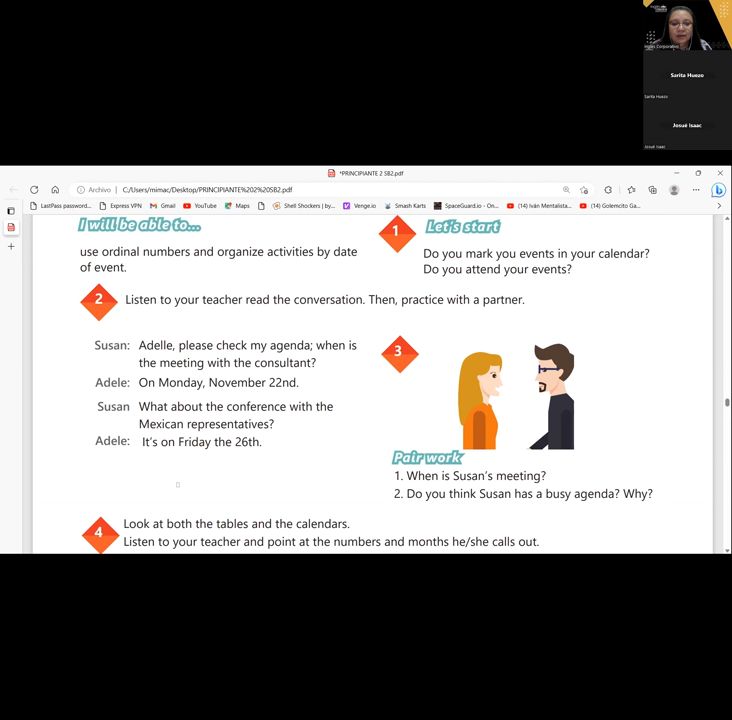 Inglés Corporativo
Sarita Huezo
Sarita Huezo
Josué Isaac
Josué Isaac
*PRINCIPIANTE 2 SB2.pdf
Archivo | C:/Users/mimac/Desktop/PRINCIPIANTE%202%20SB2.pdf
LastPass password... Express VPN Gmail YouTube Maps Shell Shockers | by... Venge.io Smash Karts SpaceGuard.io - On... (14) Iván Mentalista... (14) Golemcito Ga...
I will be able to...
use ordinal numbers and organize activities by date
of event.
1 Let's start
Do you mark you events in your calendar?
Do you attend your events?
2 Listen to your teacher read the conversation. Then, practice with a partner.
Susan: Adelle, please check my agenda; when is
the meeting with the consultant?
Adele: On Monday, November 22nd.
Susan What about the conference with the
Mexican representatives?
Adele: It's on Friday the 26th.
3
Pair work
1. When is Susan's meeting?
2. Do you think Susan has a busy agenda? Why?
4 Look at both the tables and the calendars.
Listen to your teacher and point at the numbers and months he/she calls out.